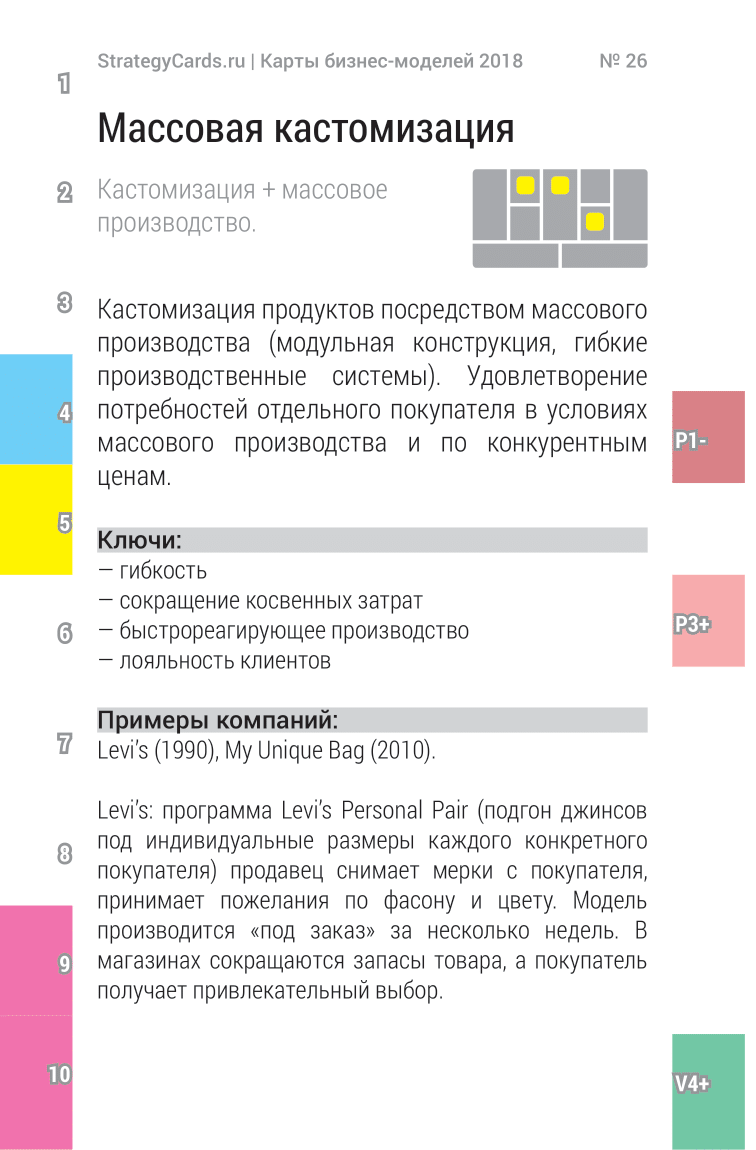 StrategyCards.ru | Карты бизнес-моделей 2018 № 26
1
Массовая кастомизация
2
Кастомизация + массовое
производство.
3
Кастомизация продуктов посредством массового
производства (модульная конструкция, гибкие
производственные системы). Удовлетворение
4
потребностей отдельного покупателя в условиях
массового производства и по конкурентным
P1-
ценам.
5
Ключи:
— гибкость
— сокращение косвенных затрат
P3+
— быстрореагирующее производство
6
— лояльность клиентов
Примеры компаний:
7
Levi’s (1990), My Unique Bag (2010).
Levi’s: программа Levi’s Personal Pair (подгон джинсов
под индивидуальные размеры каждого конкретного
8
покупателя) продавец снимает мерки с покупателя,
принимает пожелания по фасону и цвету. Модель
производится «под заказ» за несколько недель. В
9
магазинах сокращаются запасы товара, а покупатель
получает привлекательный выбор.
10
V4+